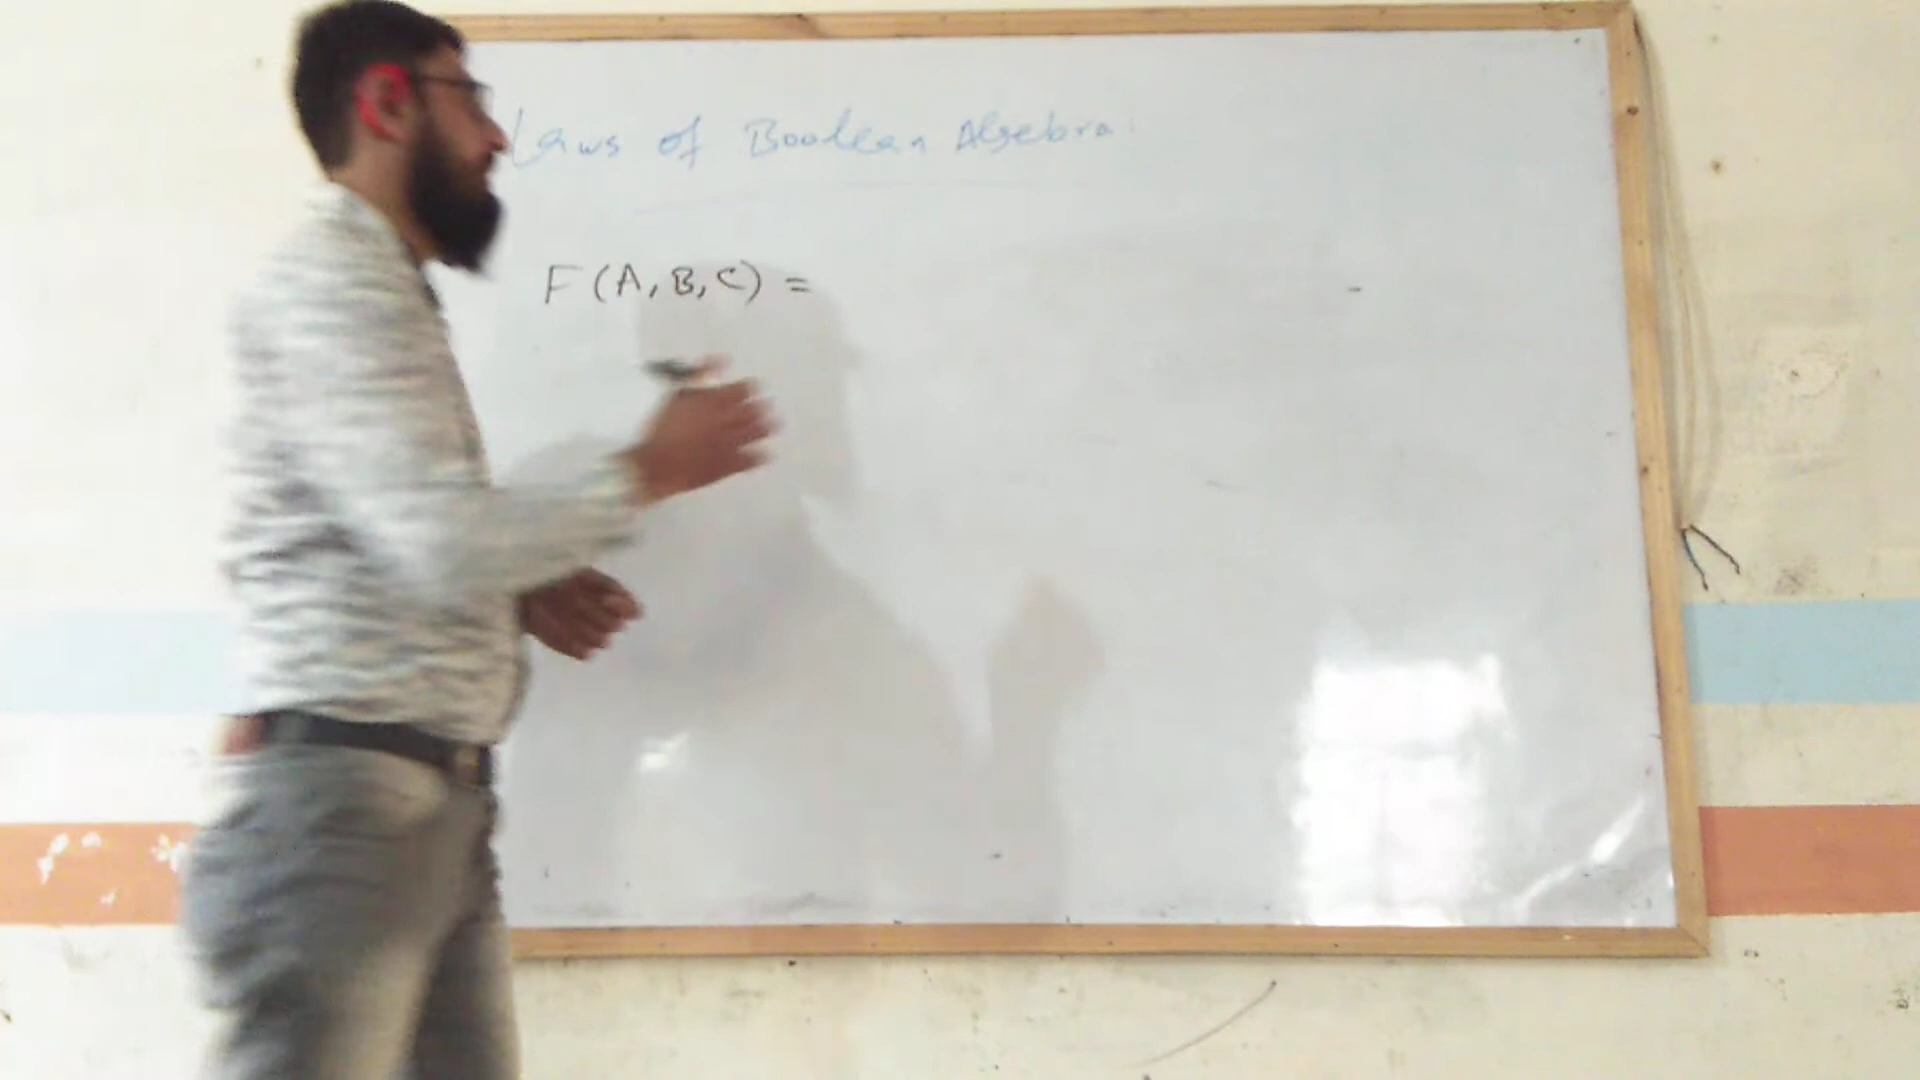 Laws of Boolean Algebra:
F(A,B,C) =